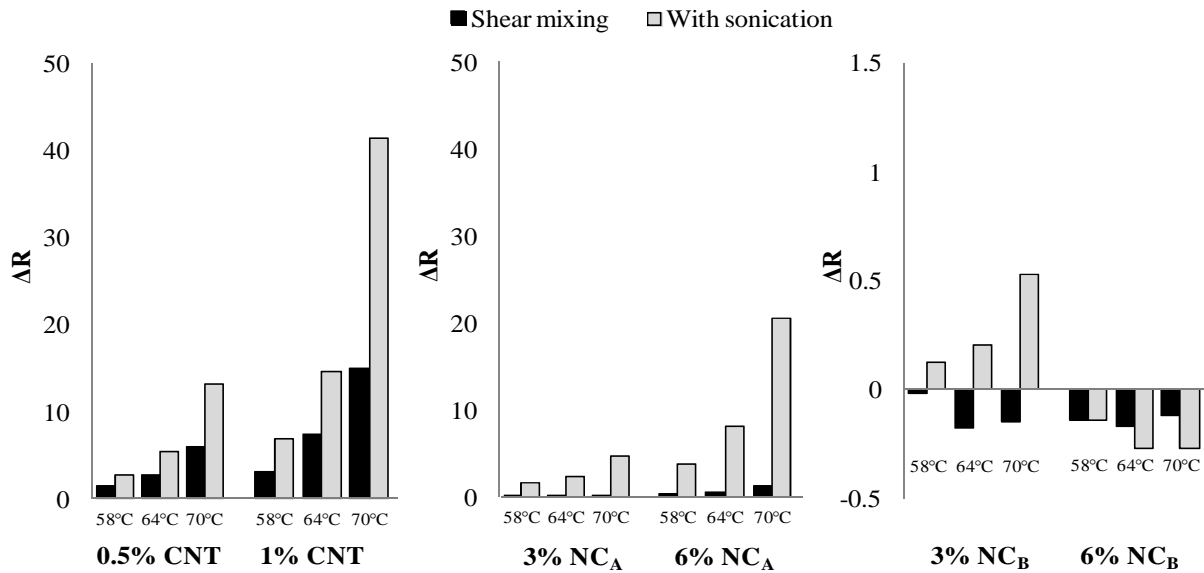 Shear mixing
With sonication
50
40
30
20
10
0
ΔR
58°C 64°C 70°C 58°C 64°C 70°C
0.5% CNT 1% CNT
50
40
30
20
10
0
ΔR
58°C 64°C 70°C 58°C 64°C 70°C
3% NCA 6% NCA
1.5
1
0.5
0
-0.5
ΔR
58°C 64°C 70°C 58°C 64°C 70°C
3% NCB 6% NCB